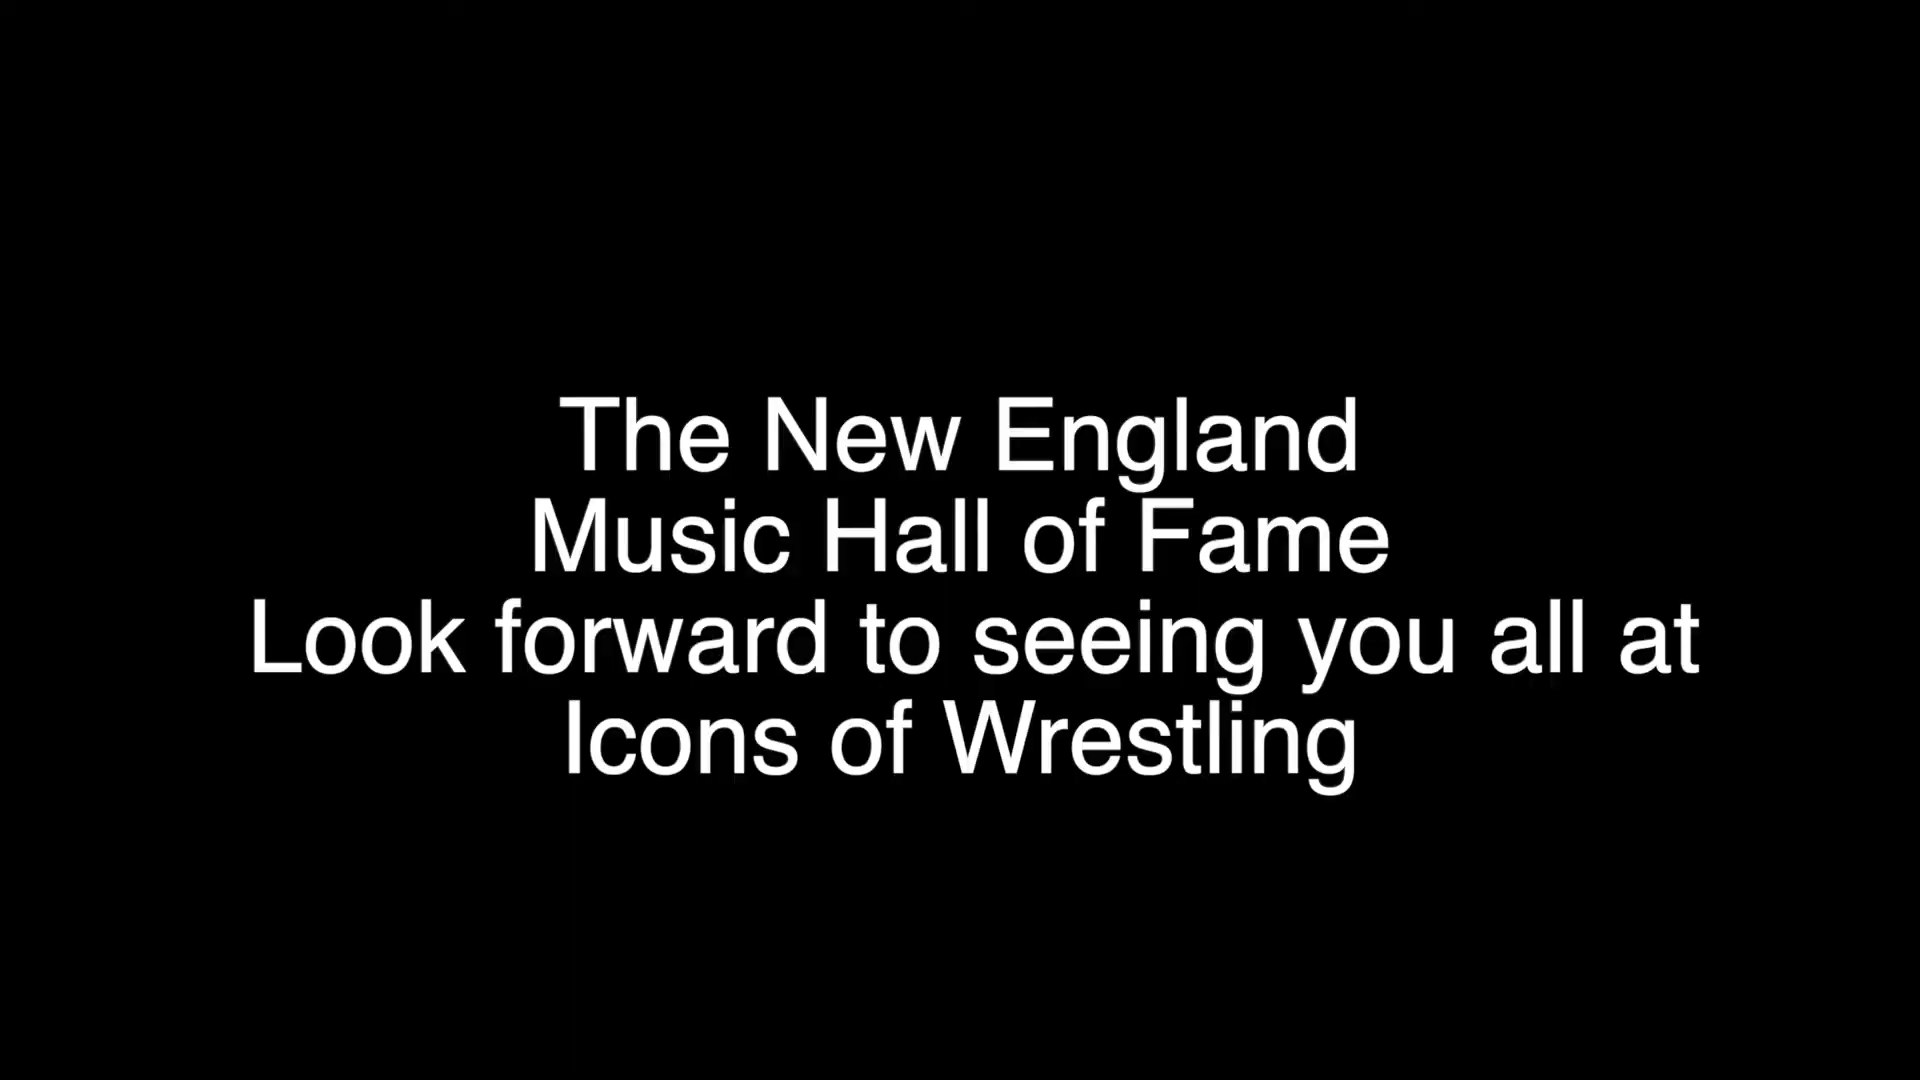 The New England
Music Hall of Fame
Look forward to seeing you all at
Icons of Wrestling